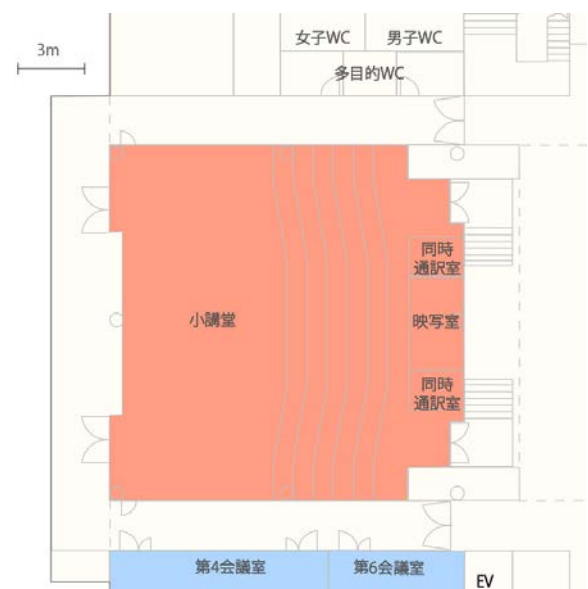 女子WC
男子WC
3m
多目的WC
同時
通訳室
小講堂
映写室
同時
通訳室
第4会議室
第6会議室
EV